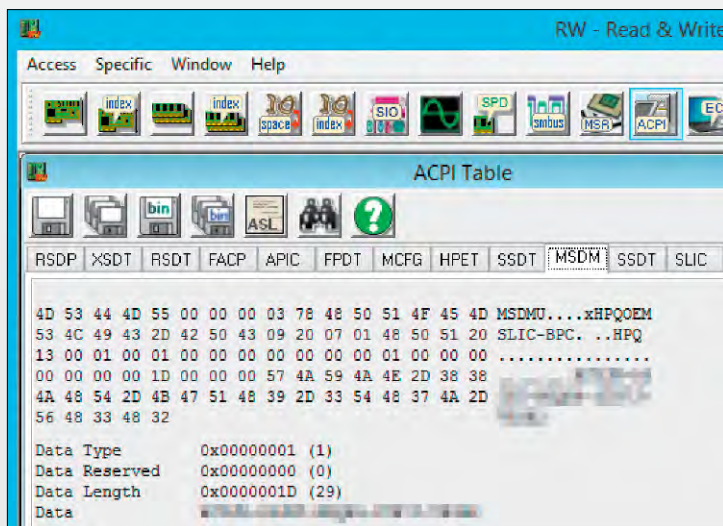 RW - Read & Write
Access Specific Window Help
index index space index SIO SPD smbus MSR ACPI EC
ACPI Table
bin bin ASL ?
RSDP XSDT RSDT FACP APIC FPDT MCFG HPET SSDT MSDM SSDT SLIC
4D 53 44 4D 55 00 00 00 03 78 48 50 51 4F 45 4D MSDMU....xHPQOEM
53 4C 49 43 2D 42 50 43 09 20 07 01 48 50 51 20 SLIC-BPC. ..HPQ
13 00 01 00 01 00 00 00 00 00 00 00 01 00 00 00 ................
00 00 00 00 1D 00 00 00 57 4A 59 4A 4E 2D 38 38
4A 48 54 2D 4B 47 51 48 39 2D 33 54 48 37 4A 2D
56 48 33 48 32
Data Type 0x00000001 (1)
Data Reserved 0x00000000 (0)
Data Length 0x0000001D (29)
Data